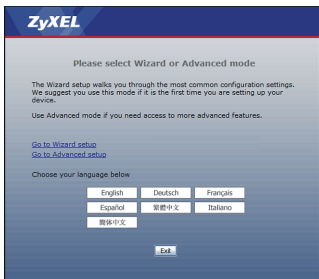 ZyXEL
Please select Wizard or Advanced mode
The Wizard setup walks you through the most common configuration settings.
We suggest you use this mode if it is the first time you are setting up your
device.
Use Advanced mode if you need access to more advanced features.
Go to Wizard setup
Go to Advanced setup
Choose your language below
English Deutsch Français
Español 繁體中文 Italiano
簡体中文
Exit